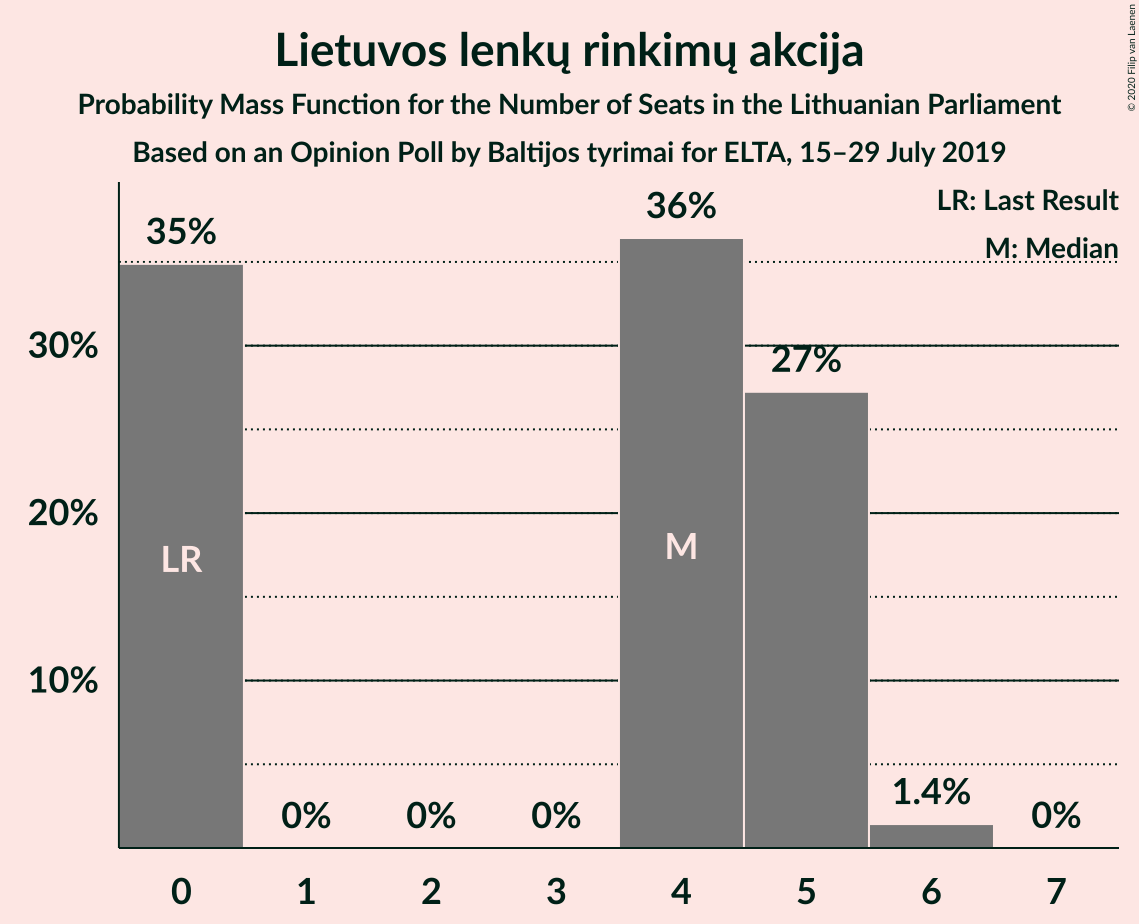 Lietuvos lenkų rinkimų akcija
Probability Mass Function for the Number of Seats in the Lithuanian Parliament
Based on an Opinion Poll by Baltijos tyrimai for ELTA, 15–29 July 2019
© 2020 Filip van Laenen
LR: Last Result
M: Median
35%
36%
30%
27%
20%
LR
M
10%
1.4%
0%
0%
0%
0%
0 1 2 3 4 5 6 7